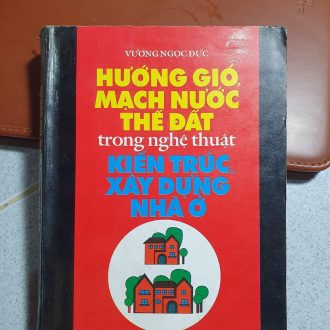 VƯƠNG NGỌC ĐỨC
HƯỚNG GIÓ,
MẠCH NƯỚC
THẾ ĐẤT
trong nghệ thuật
KIẾN TRÚC,
XÂY DỰNG
NHÀ Ở